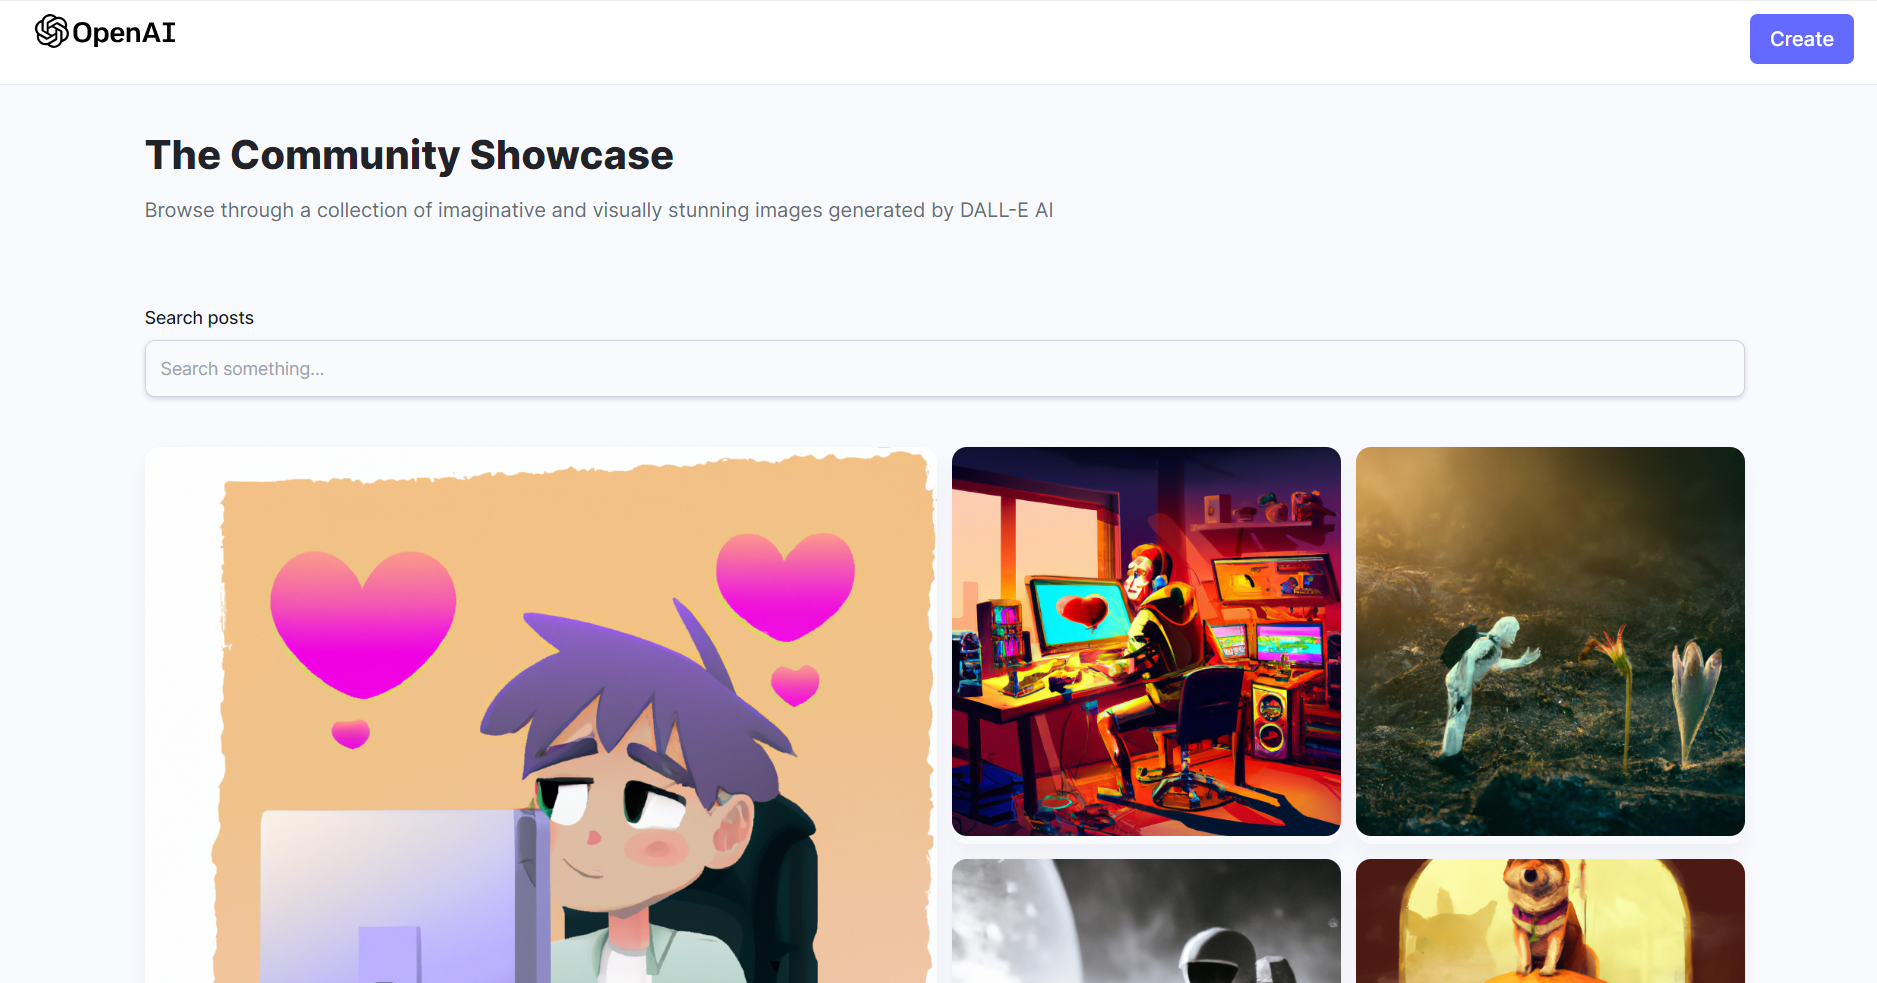 OpenAI
Create
The Community Showcase
Browse through a collection of imaginative and visually stunning images generated by DALL-E AI
Search posts
Search something...